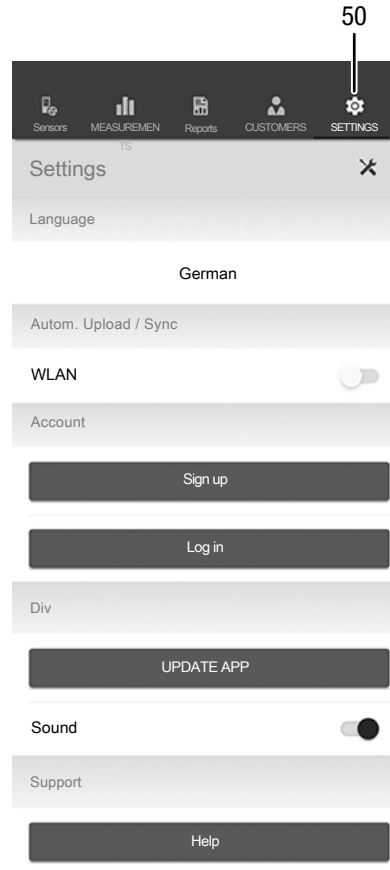 50
Sensors MEASUREMEN Reports CUSTOMERS SETTINGS
TS
Settings
Language
German
Autom. Upload / Sync
WLAN
Account
Sign up
Log in
Div
UPDATE APP
Sound
Support
Help